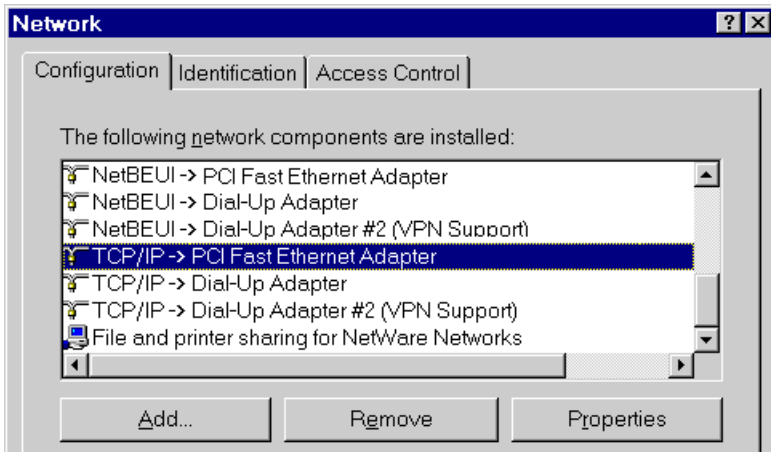 Network
Configuration Identification Access Control
The following network components are installed:
NetBEUI -> PCI Fast Ethernet Adapter
NetBEUI -> Dial-Up Adapter
NetBEUI -> Dial-Up Adapter #2 (VPN Support)
TCP/IP -> PCI Fast Ethernet Adapter
TCP/IP -> Dial-Up Adapter
TCP/IP -> Dial-Up Adapter #2 (VPN Support)
File and printer sharing for NetWare Networks
Add... Remove Properties